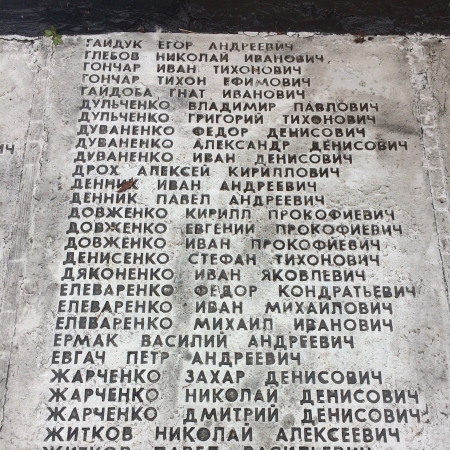 ГАЙДУК ЕГОР АНДРЕЕВИЧ
ГЛЕБОВ НИКОЛАЙ ИВАНОВИЧ
ГОНЧАР ИВАН ТИХОНОВИЧ
ГОНЧАР ТИХОН ЕФИМОВИЧ
ГАЙДОБА ГНАТ ИВАНОВИЧ
ДУЛЬЧЕНКО ВЛАДИМИР ПАВЛОВИЧ
ДУЛЬЧЕНКО ГРИГОРИЙ ТИХОНОВИЧ
ДУВАНЕНКО ФЕДОР ДЕНИСОВИЧ
ДУВАНЕНКО АЛЕКСАНДР ДЕНИСОВИЧ
ДУВАНЕНКО ИВАН ДЕНИСОВИЧ
ДРОХ АЛЕКСЕЙ КИРИЛЛОВИЧ
ДЕННИК ИВАН АНДРЕЕВИЧ
ДЕННИК ПАВЕЛ АНДРЕЕВИЧ
ДОВЖЕНКО КИРИЛЛ ПРОКОФИЕВИЧ
ДОВЖЕНКО ЕВГЕНИЙ ПРОКОФИЕВИЧ
ДОВЖЕНКО ИВАН ПРОКОФИЕВИЧ
ДЕНИСЕНКО СТЕФАН ТИХОНОВИЧ
ДЯКОНЕНКО ИВАН ЯКОВЛЕВИЧ
ЕЛЕВАРЕНКО ФЕДОР КОНДРАТЬЕВИЧ
ЕЛЕВАРЕНКО ИВАН МИХАИЛОВИЧ
ЕЛЕВАРЕНКО МИХАИЛ ИВАНОВИЧ
ЕРМАК ВАСИЛИЙ АНДРЕЕВИЧ
ЕВГАЧ ПЕТР АНДРЕЕВИЧ
ЖАРЧЕНКО ЗАХАР ДЕНИСОВИЧ
ЖАРЧЕНКО НИКОЛАЙ ДЕНИСОВИЧ
ЖАРЧЕНКО ДМИТРИЙ ДЕНИСОВИЧ
ЖИТКОВ НИКОЛАЙ АЛЕКСЕЕВИЧ
ЖИТКОВ ПАВЕЛ ВАСИЛЬЕВИЧ